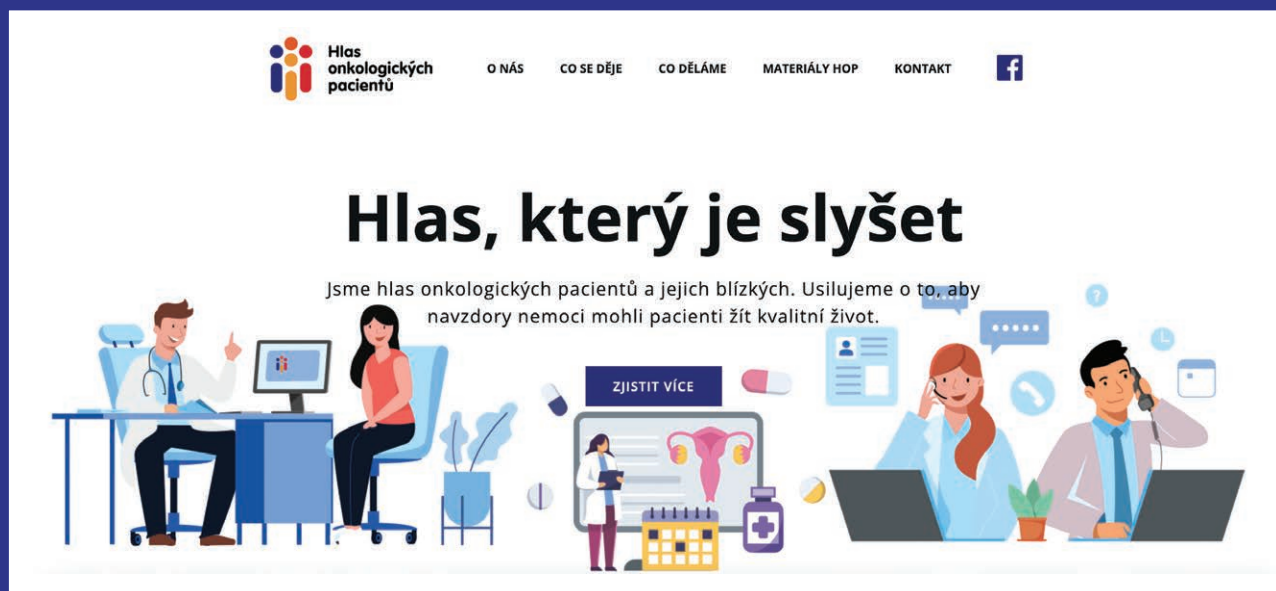 Hlas
onkologických
pacientů
O NÁS
CO SE DĚJE
CO DĚLÁME
MATERIÁLY HOP
KONTAKT
Hlas, který je slyšet
Jsme hlas onkologických pacientů a jejich blízkých. Usilujeme o to, aby
navzdory nemoci mohli pacienti žít kvalitní život.
ZJISTIT VÍCE